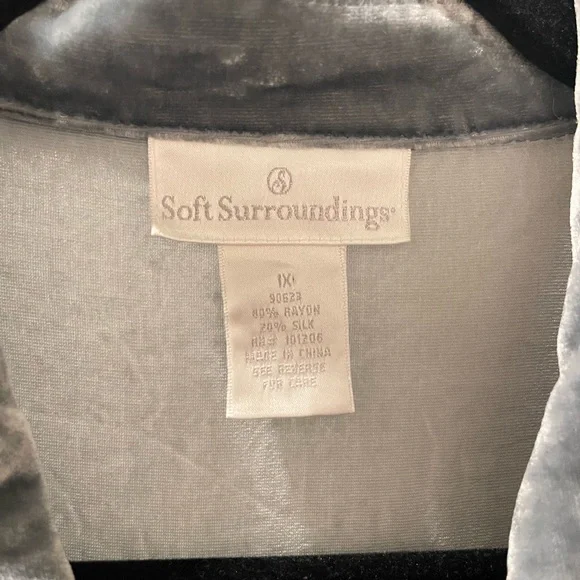 Soft Surroundings®
1X
90623
80% RAYON
20% SILK
RN# 101206
MADE IN CHINA
SEE REVERSE
FOR CARE